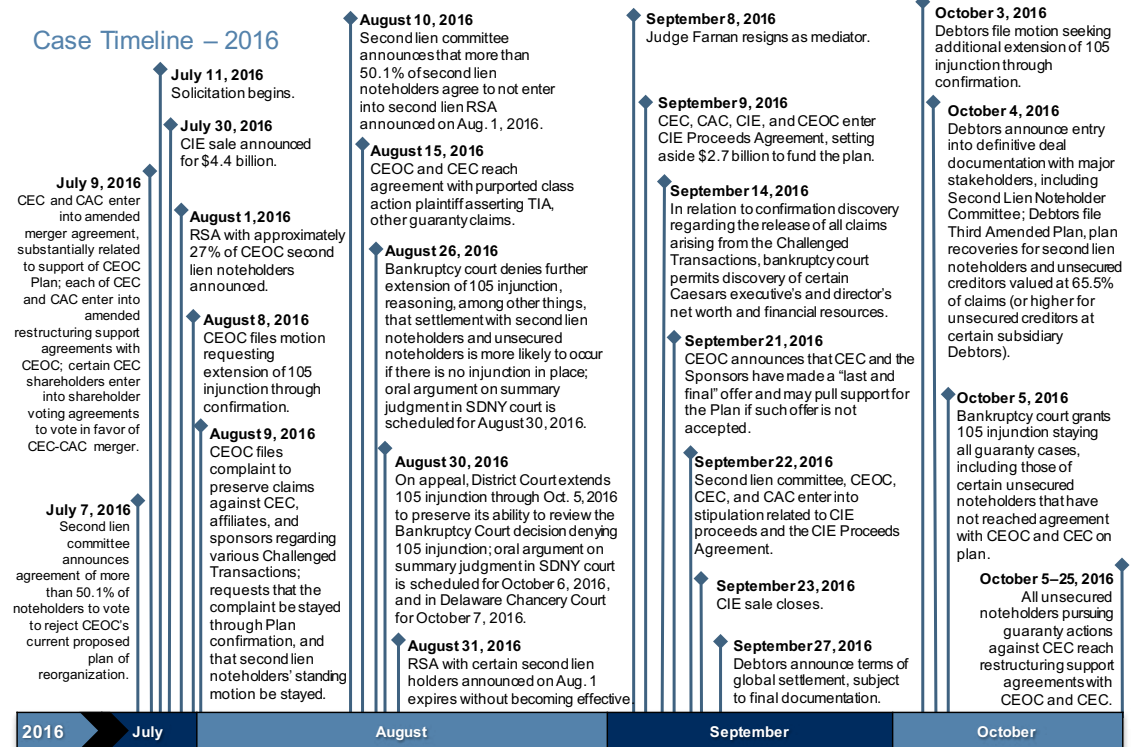 Case Timeline – 2016
July 7, 2016
Second lien
committee
announces
agreement of more
than 50.1% of
noteholders to vote
to reject CEOC's
current proposed
plan of
reorganization.
July 9, 2016
CEC and CAC enter
into amended
merger agreement,
substantially related
to support of CEOC
Plan; each of CEC
and CAC enter into
amended
restructuring support
agreements with
CEOC; certain CEC
shareholders enter
into shareholder
voting agreements
to vote in favor of
CEC-CAC merger.
July 11, 2016
Solicitation begins.
July 30, 2016
CIE sale announced
for $4.4 billion.
August 1, 2016
RSA with approximately
27% of CEOC second
lien noteholders
announced.
August 8, 2016
CEOC files motion
requesting
extension of 105
injunction through
confirmation.
August 9, 2016
CEOC files
complaint to
preserve claims
against CEC,
affiliates, and
sponsors regarding
various Challenged
Transactions;
requests that the
complaint be stayed
through Plan
confirmation, and
that second lien
noteholders' standing
motion be stayed.
August 10, 2016
Second lien committee
announces that more than
50.1% of second lien
noteholders agree to not enter
into second lien RSA
announced on Aug. 1, 2016.
August 15, 2016
CEOC and CEC reach
agreement with purported class
action plaintiff asserting TIA,
other guaranty claims.
August 26, 2016
Bankruptcy court denies further
extension of 105 injunction,
reasoning, among other things,
that settlement with second lien
noteholders and unsecured
noteholders is more likely to occur
if there is no injunction in place;
oral argument on summary
judgment in SDNY court is
scheduled for August 30, 2016.
August 30, 2016
On appeal, District Court extends
105 injunction through Oct. 5, 2016
to preserve its ability to review the
Bankruptcy Court decision denying
105 injunction; oral argument on
summary judgment in SDNY court
is scheduled for October 6, 2016,
and in Delaware Chancery Court
for October 7, 2016.
August 31, 2016
RSA with certain second lien
holders announced on Aug. 1
expires without becoming effective.
September 8, 2016
Judge Farnan resigns as mediator.
September 9, 2016
CEC, CAC, CIE, and CEOC enter
CIE Proceeds Agreement, setting
aside $2.7 billion to fund the plan.
September 14, 2016
In relation to confirmation discovery
regarding the release of all claims
arising from the Challenged
Transactions, bankruptcy court
permits discovery of certain
Caesars executive's and director's
net worth and financial resources.
September 21, 2016
CEOC announces that CEC and the
Sponsors have made a “last and
final” offer and may pull support for
the Plan if such offer is not
accepted.
September 22, 2016
Second lien committee, CEOC,
CEC, and CAC enter into
stipulation related to CIE
proceeds and the CIE Proceeds
Agreement.
September 23, 2016
CIE sale closes.
September 27, 2016
Debtors announce terms of
global settlement, subject
to final documentation.
October 3, 2016
Debtors file motion seeking
additional extension of 105
injunction through
confirmation.
October 4, 2016
Debtors announce entry
into definitive deal
documentation with major
stakeholders, including
Second Lien Noteholder
Committee; Debtors file
Third Amended Plan, plan
recoveries for second lien
noteholders and unsecured
creditors valued at 65.5%
of claims (or higher for
unsecured creditors at
certain subsidiary
Debtors).
October 5, 2016
Bankruptcy court grants
105 injunction staying
all guaranty cases,
including those of
certain unsecured
noteholders that have
not reached agreement
with CEOC and CEC on
plan.
October 5–25, 2016
All unsecured
noteholders pursuing
guaranty actions
against CEC reach
restructuring support
agreements with
CEOC and CEC.
2016
July
August
September
October